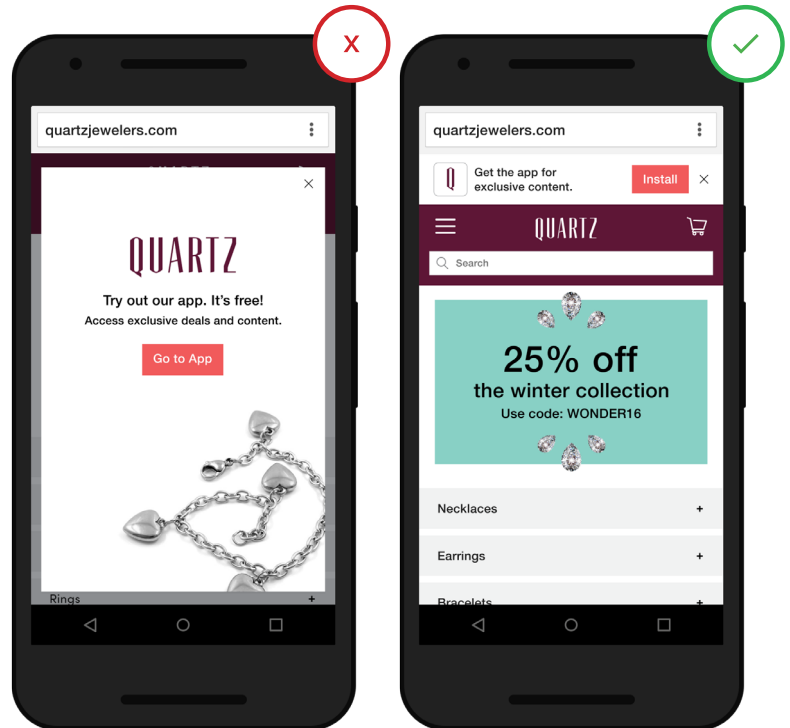 X
quartzjewelers.com
QUARTZ
Try out our app. It's free!
Access exclusive deals and content.
Go to App
Rings +
quartzjewelers.com
Q
Get the app for
exclusive content.
Install
QUARTZ
Search
25% off
the winter collection
Use code: WONDER16
Necklaces +
Earrings +
Bracelets +